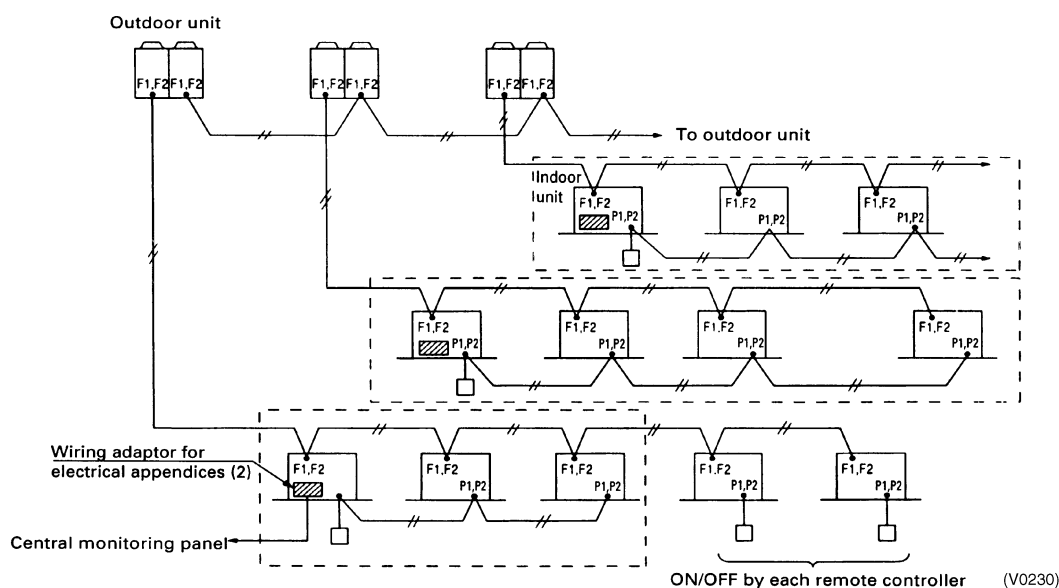 Outdoor unit
F1,F2 F1,F2 F1,F2 F1,F2 F1,F2 F1,F2
To outdoor unit
Indoor
unit
F1,F2 F1,F2 F1,F2
P1,P2 P1,P2 P1,P2
F1,F2 F1,F2 F1,F2 F1,F2
P1,P2 P1,P2 P1,P2 P1,P2
Wiring adaptor for
electrical appendices (2)
F1,F2 F1,F2 F1,F2 F1,F2 F1,F2
P1,P2 P1,P2 P1,P2 P1,P2
Central monitoring panel
ON/OFF by each remote controller
(V0230)